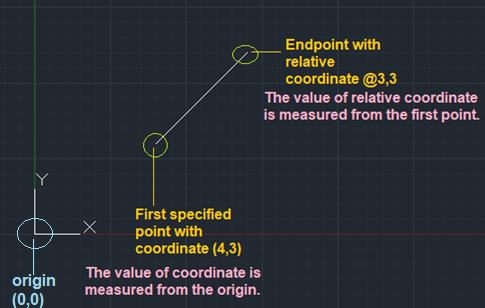 Endpoint with
relative
coordinate @3,3
The value of relative coordinate
is measured from the first point.
Y
X
First specified
point with
coordinate (4,3)
origin
(0,0)
The value of coordinate is
measured from the origin.